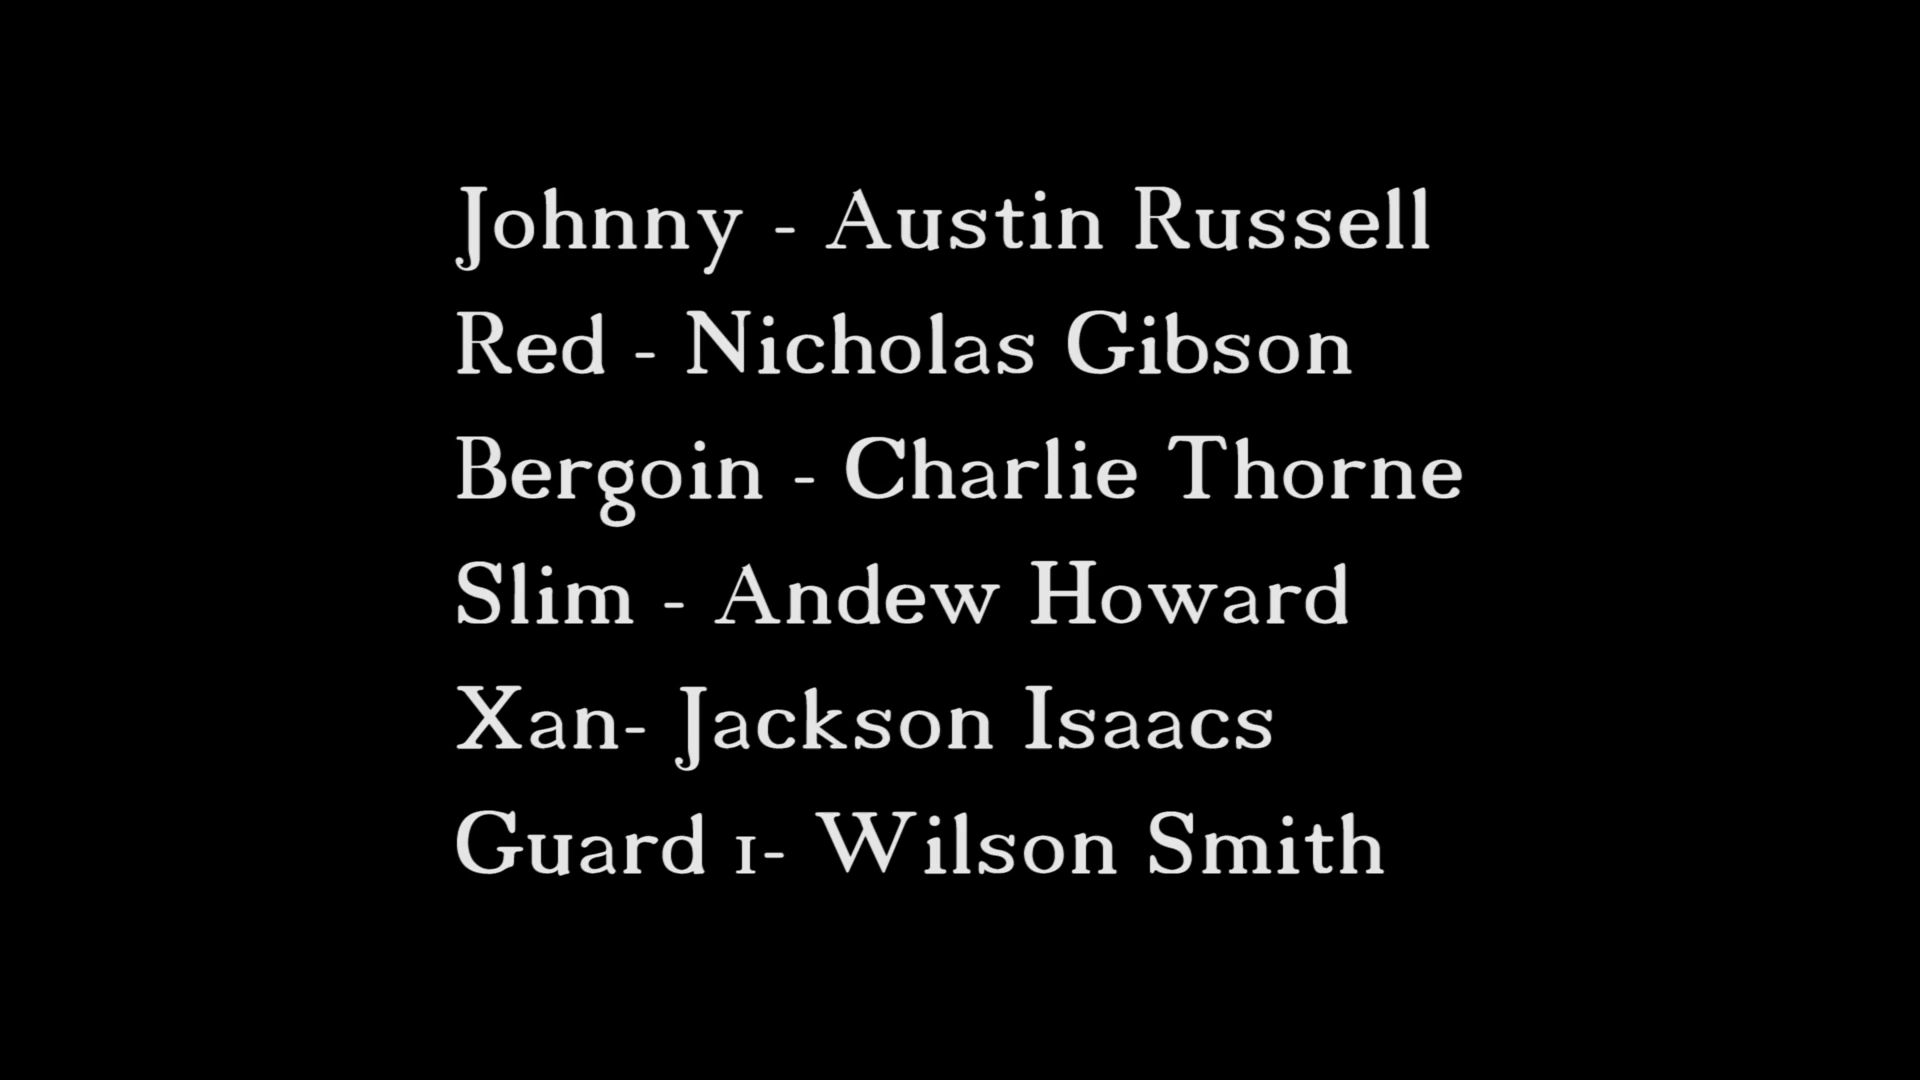 Johnny - Austin Russell
Red - Nicholas Gibson
Bergoin - Charlie Thorne
Slim - Andew Howard
Xan- Jackson Isaacs
Guard 1- Wilson Smith